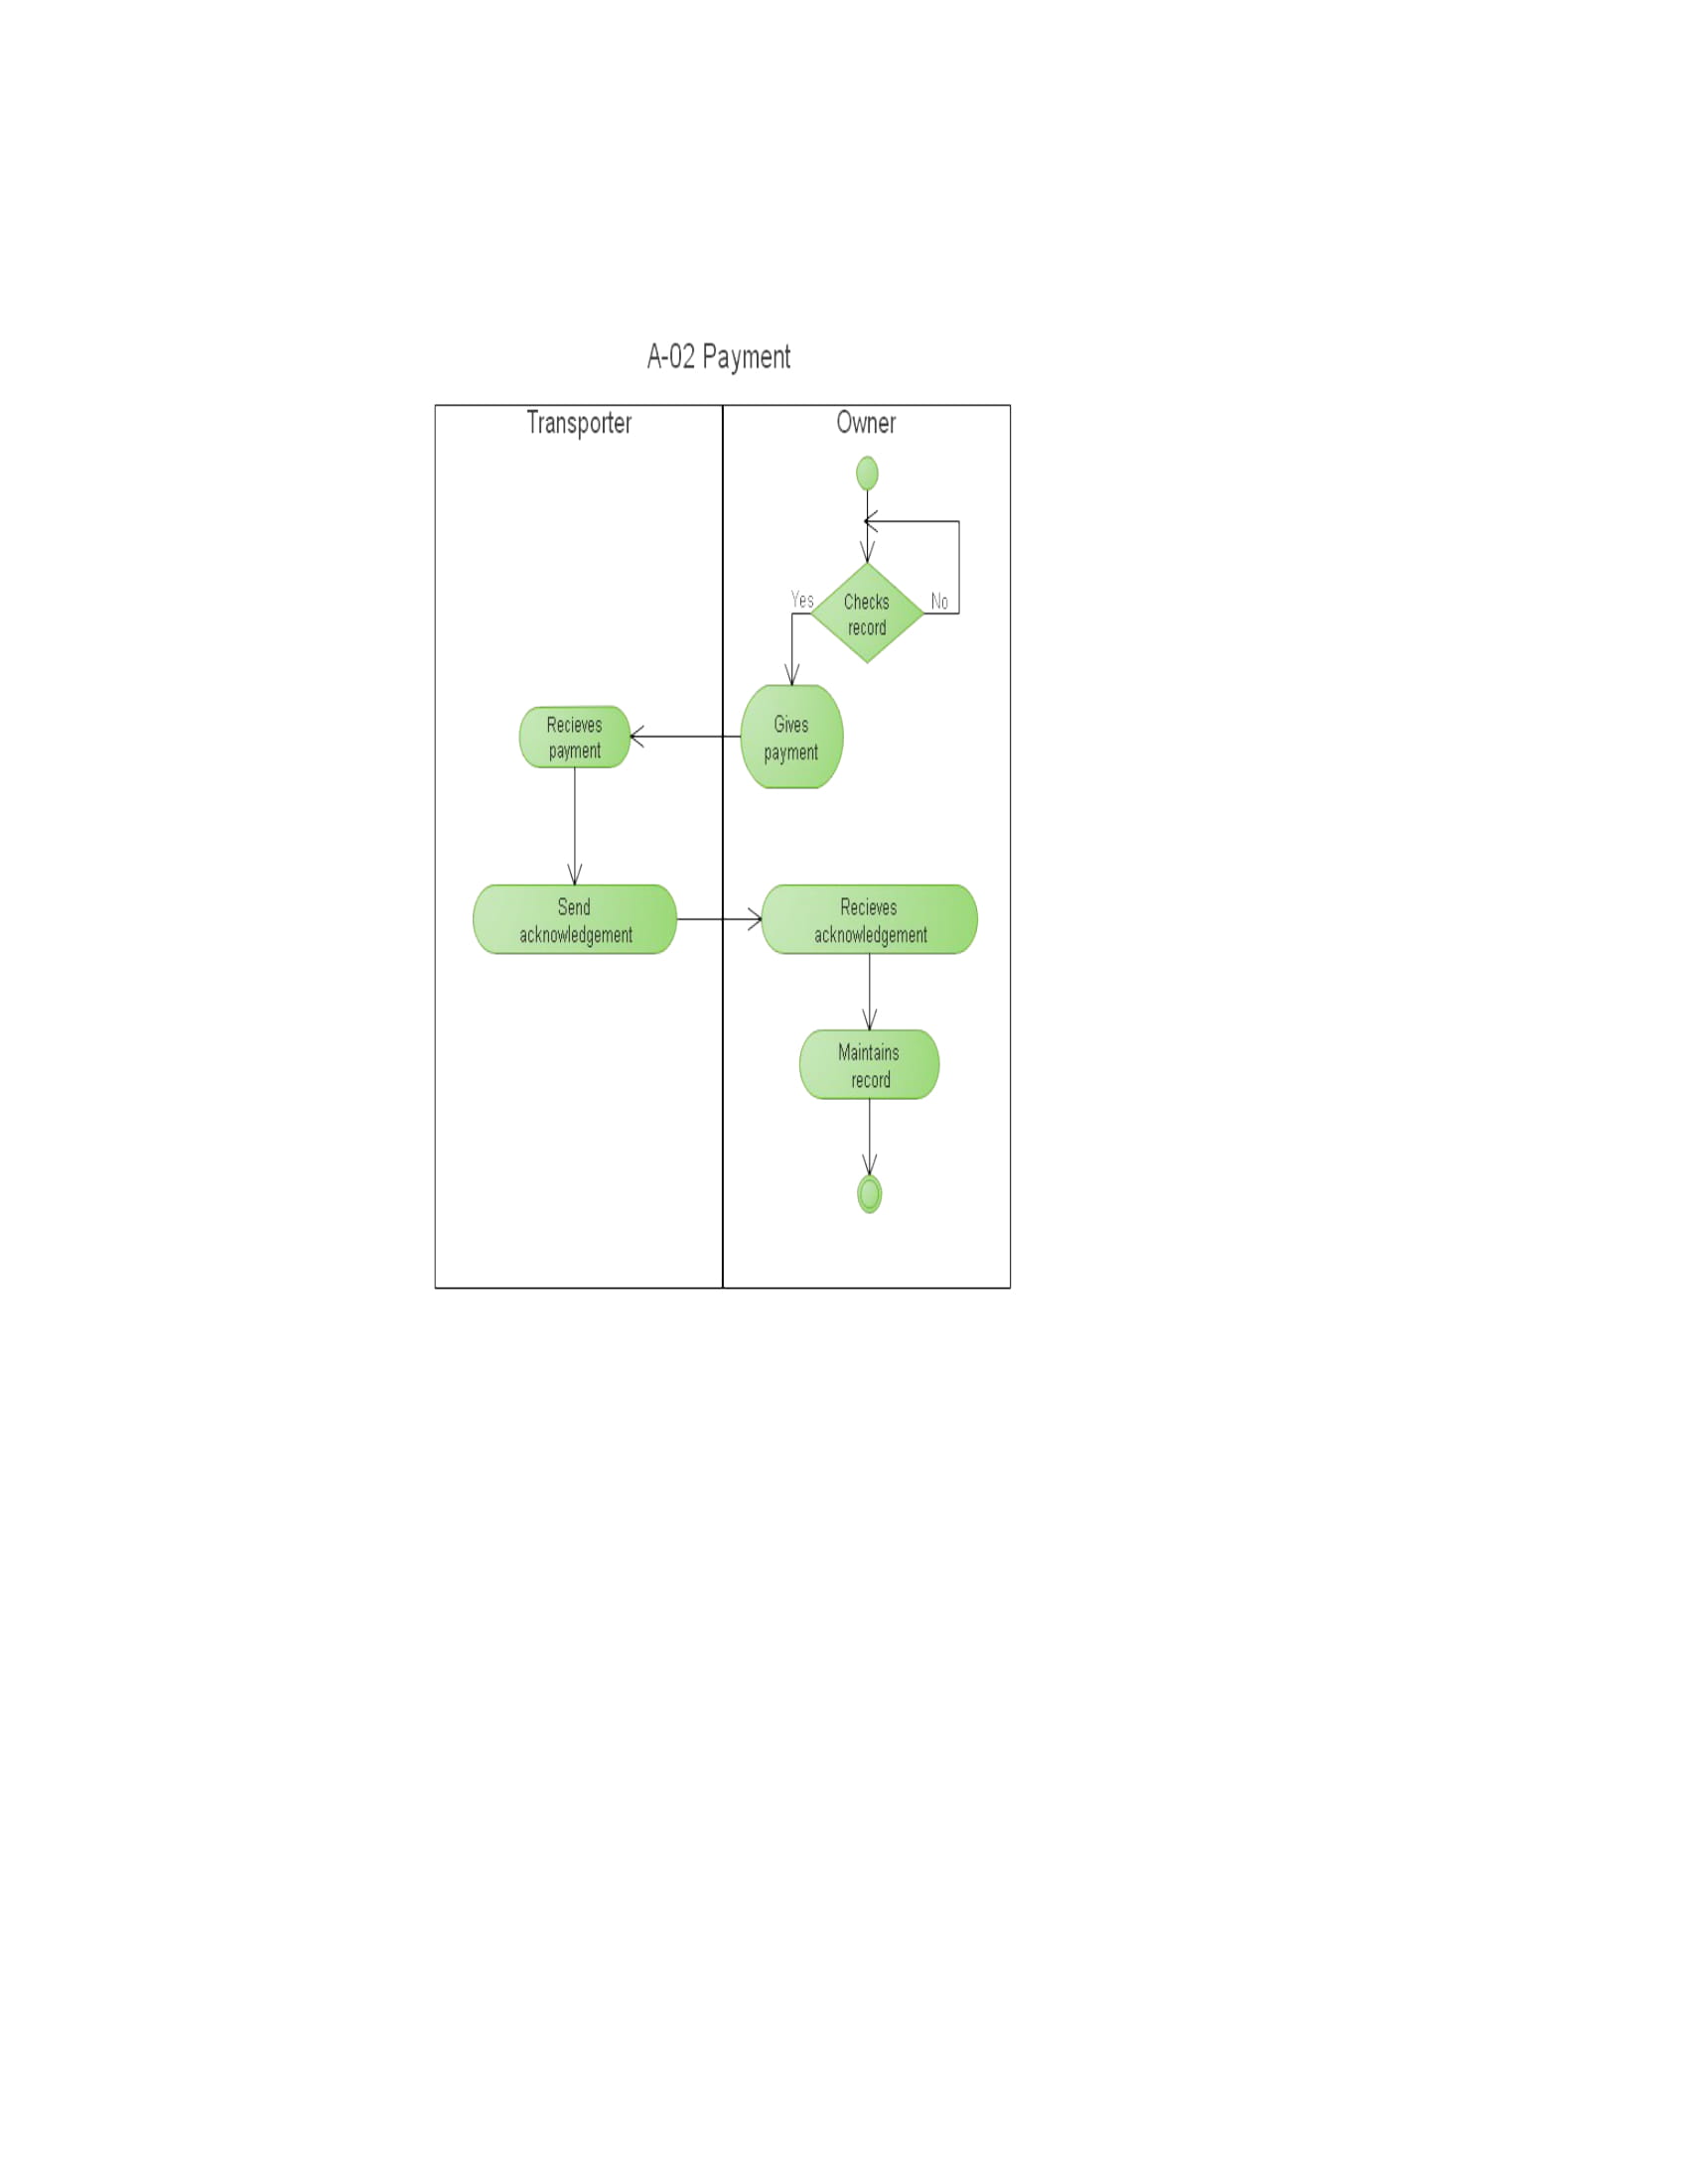 A-02 Payment
Transporter
Owner
Yes
Checks
record
No
Recieves
payment
Gives
payment
Send
acknowledgement
Recieves
acknowledgement
Maintains
record